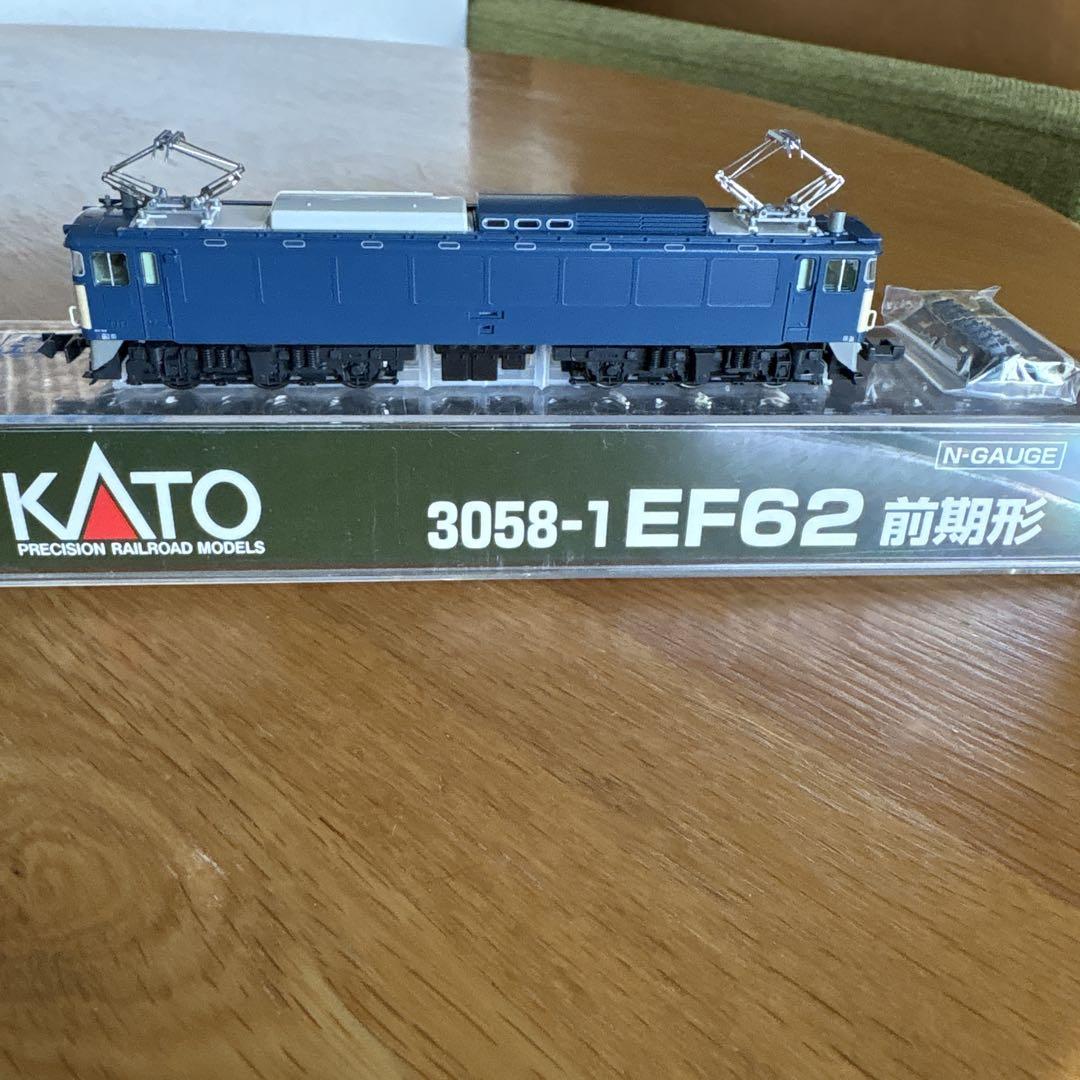 N-GAUGE
KATO
3058-1 EF62 前期形
PRECISION RAILROAD MODELS